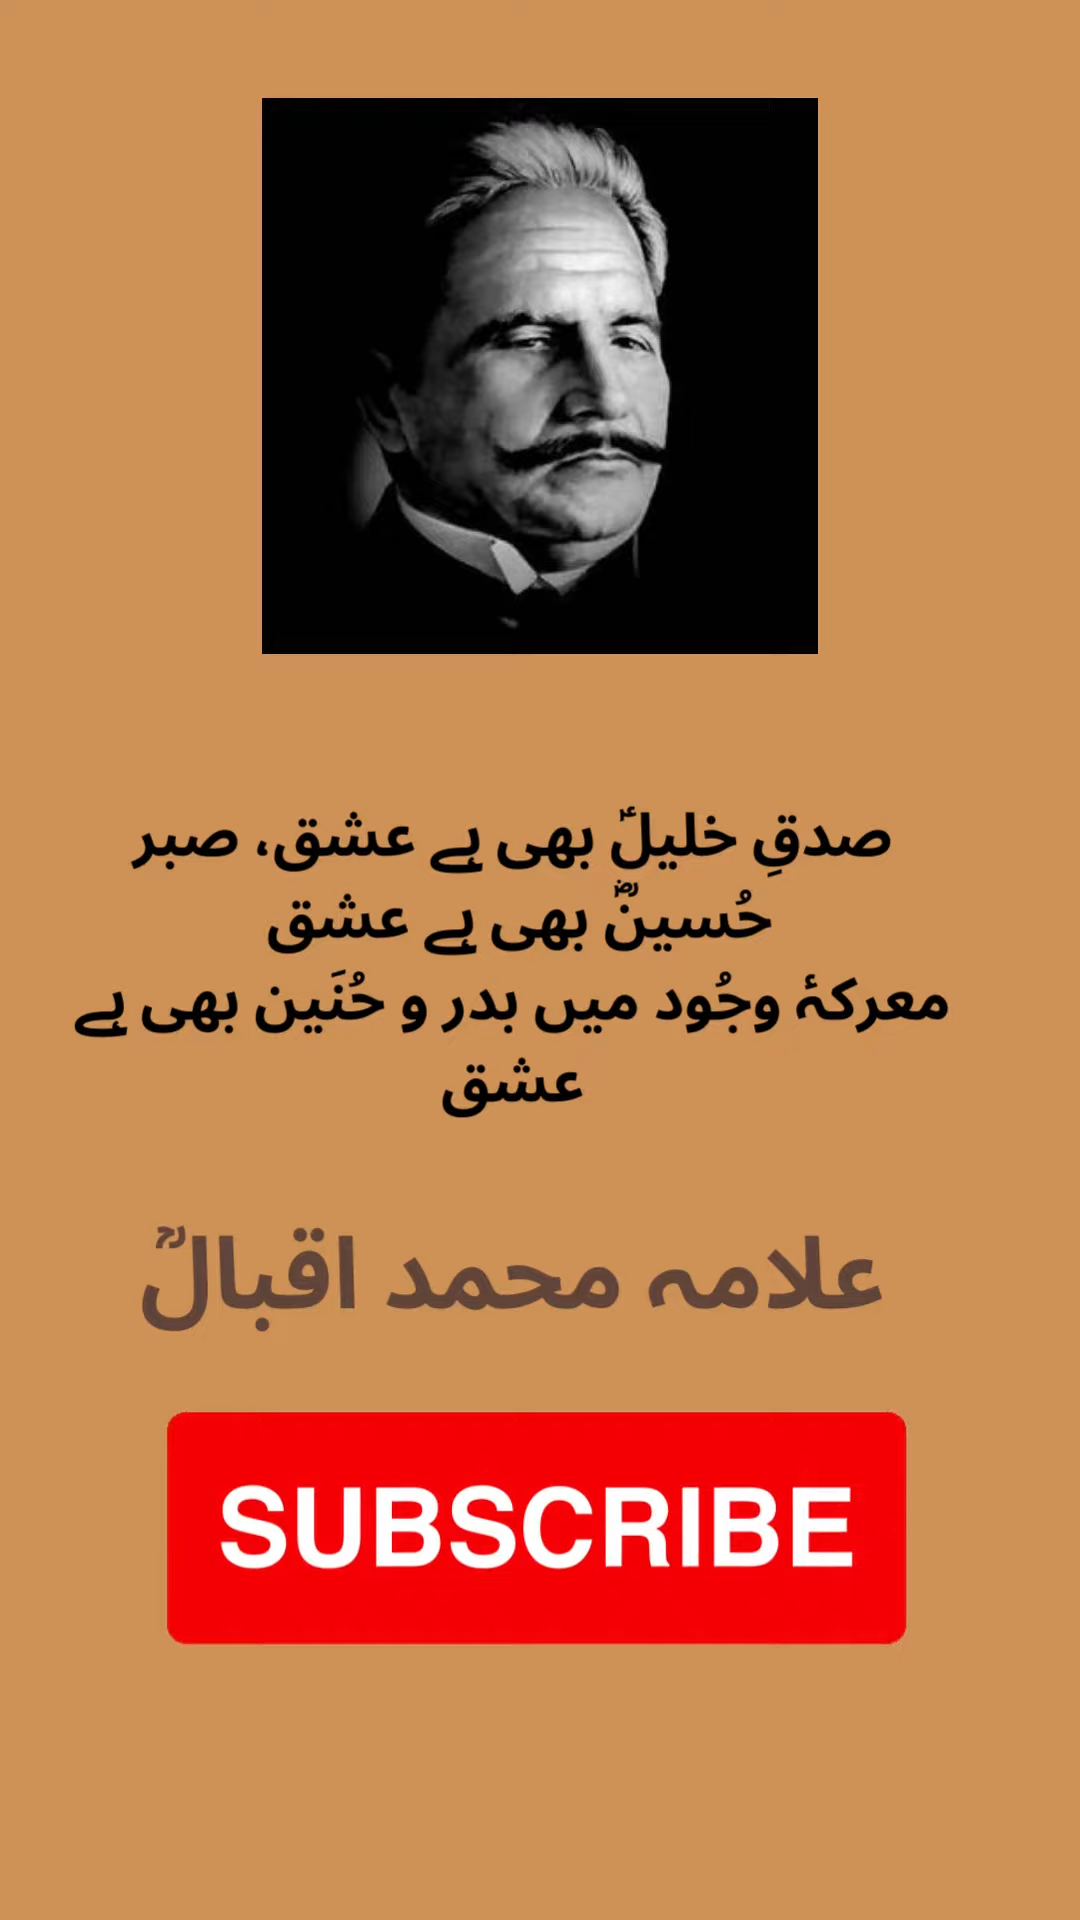 صدقِ خلیلؑ بھی ہے عشق، صبر
حُسینؓ بھی ہے عشق
معرکۂ وجُود میں بدر و حُنَین بھی ہے
عشق
علامہ محمد اقبالؒ
SUBSCRIBE